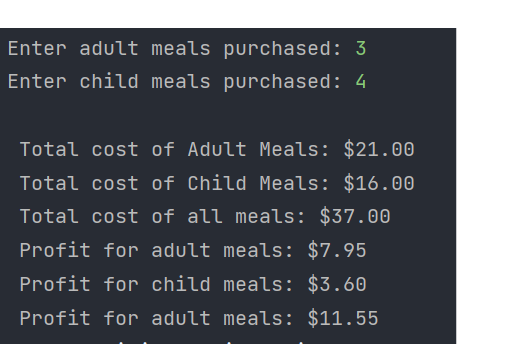 Enter adult meals purchased: 3
Enter child meals purchased: 4
Total cost of Adult Meals: $21.00
Total cost of Child Meals: $16.00
Total cost of all meals: $37.00
Profit for adult meals: $7.95
Profit for child meals: $3.60
Profit for adult meals: $11.55